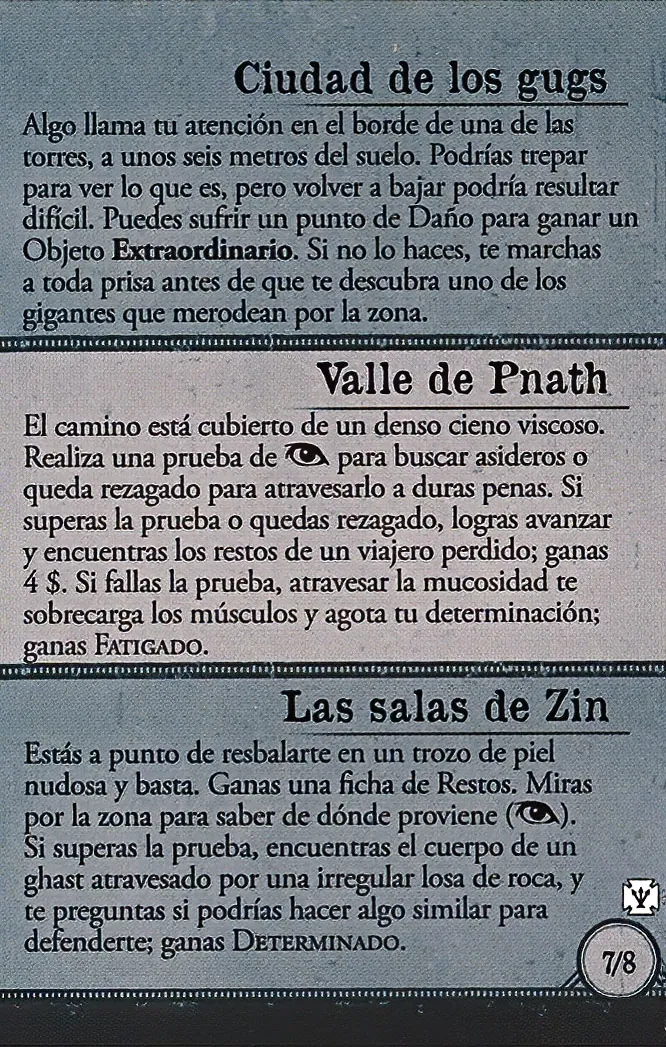 Ciudad de los gugs
Algo llama tu atención en el borde de una de las
torres, a unos seis metros del suelo. Podrías trepar
para ver lo que es, pero volver a bajar podría resultar
difícil. Puedes sufrir un punto de Daño para ganar un
Objeto Extraordinario. Si no lo haces, te marchas
a toda prisa antes de que te descubra uno de los
gigantes que merodean por la zona.
Valle de Pnath
El camino está cubierto de un denso cieno viscoso.
Realiza una prueba de para buscar asideros o
queda rezagado para atravesarlo a duras penas. Si
superas la prueba o quedas rezagado, logras avanzar
y encuentras los restos de un viajero perdido; ganas
4 $. Si fallas la prueba, atravesar la mucosidad te
sobrecarga los músculos y agota tu determinación;
ganas FATIGADO.
Las salas de Zin
Estás a punto de resbalarte en un trozo de piel
nudosa y basta. Ganas una ficha de Restos. Miras
por la zona para saber de dónde proviene ( ).
Si superas la prueba, encuentras el cuerpo de un
ghast atravesado por una irregular losa de roca, y
te preguntas si podrías hacer algo similar para
defenderte; ganas DETERMINADO.
7/8